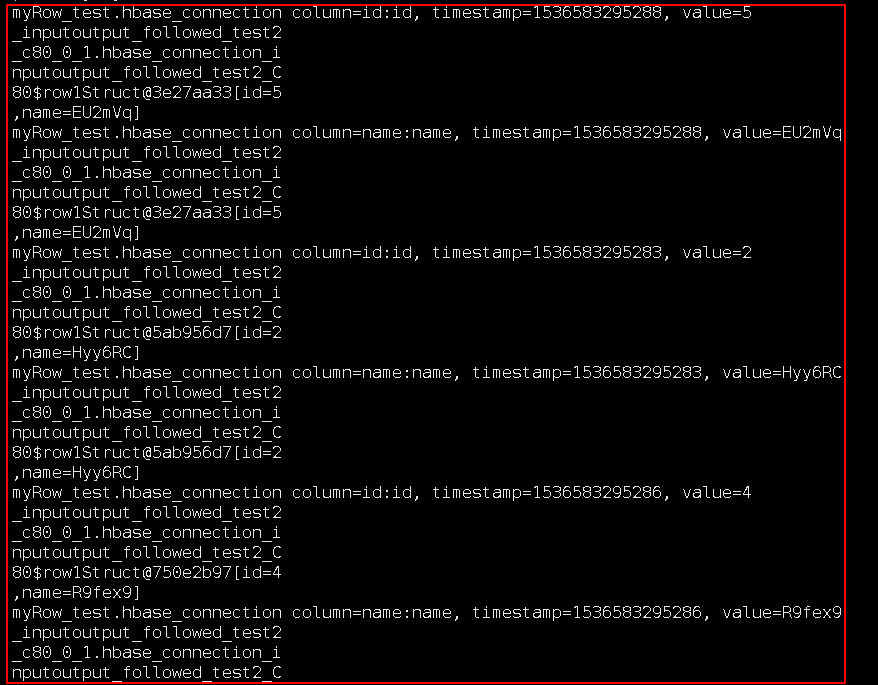 myRow_test.hbase_connection column=id:id, timestamp=1536583295288, value=5
_inputoutput_followed_test2
_c80_0_1.hbase_connection_i
nputoutput_followed_test2_C
80$row1Struct@3e27aa33[id=5
,name=EU2mVq]
myRow_test.hbase_connection column=name:name, timestamp=1536583295288, value=EU2mVq
_inputoutput_followed_test2
_c80_0_1.hbase_connection_i
nputoutput_followed_test2_C
80$row1Struct@3e27aa33[id=5
,name=EU2mVq]
myRow_test.hbase_connection column=id:id, timestamp=1536583295283, value=2
_inputoutput_followed_test2
_c80_0_1.hbase_connection_i
nputoutput_followed_test2_C
80$row1Struct@5ab956d7[id=2
,name=Hyy6RC]
myRow_test.hbase_connection column=name:name, timestamp=1536583295283, value=Hyy6RC
_inputoutput_followed_test2
_c80_0_1.hbase_connection_i
nputoutput_followed_test2_C
80$row1Struct@5ab956d7[id=2
,name=Hyy6RC]
myRow_test.hbase_connection column=id:id, timestamp=1536583295286, value=4
_inputoutput_followed_test2
_c80_0_1.hbase_connection_i
nputoutput_followed_test2_C
80$row1Struct@750e2b97[id=4
,name=R9fex9]
myRow_test.hbase_connection column=name:name, timestamp=1536583295286, value=R9fex9
_inputoutput_followed_test2
_c80_0_1.hbase_connection_i
nputoutput_followed_test2_C